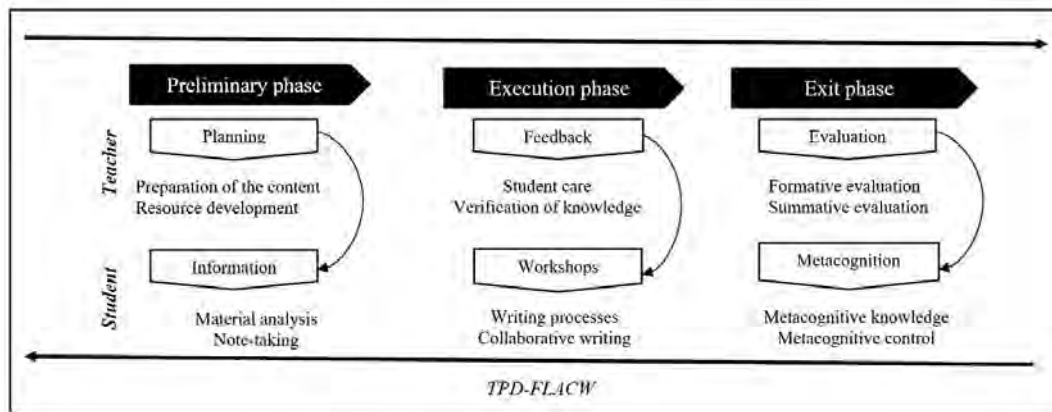 Preliminary phase
Execution phase
Exit phase
Teacher
Planning
Feedback
Evaluation
Preparation of the content
Resource development
Student care
Verification of knowledge
Formative evaluation
Summative evaluation
Student
Information
Workshops
Metacognition
Material analysis
Note-taking
Writing processes
Collaborative writing
Metacognitive knowledge
Metacognitive control
TPD-FLACW